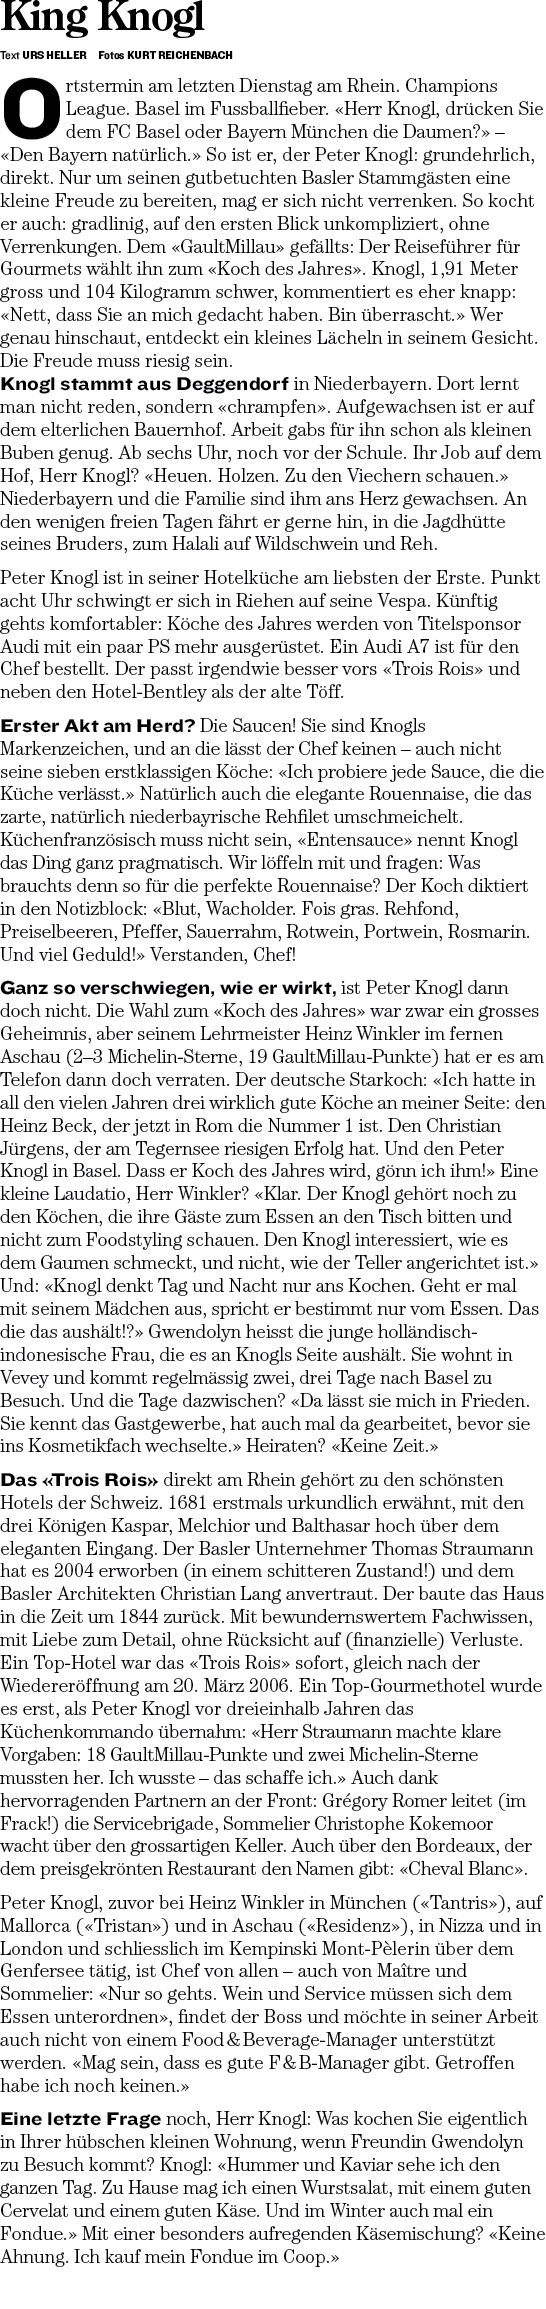 King Knogl
Text URS HELLER Fotos KURT REICHENBACH
Ortstermin am letzten Dienstag am Rhein. Champions
League. Basel im Fussballfieber. «Herr Knogl, drücken Sie
dem FC Basel oder Bayern München die Daumen?» –
«Den Bayern natürlich.» So ist er, der Peter Knogl: grundehrlich,
direkt. Nur um seinen gutbetuchten Basler Stammgästen eine
kleine Freude zu bereiten, mag er sich nicht verrenken. So kocht
er auch: gradlinig, auf den ersten Blick unkompliziert, ohne
Verrenkungen. Dem «GaultMillau» gefällts: Der Reiseführer für
Gourmets wählt ihn zum «Koch des Jahres». Knogl, 1,91 Meter
gross und 104 Kilogramm schwer, kommentiert es eher knapp:
«Nett, dass Sie an mich gedacht haben. Bin überrascht.» Wer
genau hinschaut, entdeckt ein kleines Lächeln in seinem Gesicht.
Die Freude muss riesig sein.
Knogl stammt aus Deggendorf in Niederbayern. Dort lernt
man nicht reden, sondern «chrampfen». Aufgewachsen ist er auf
dem elterlichen Bauernhof. Arbeit gabs für ihn schon als kleinen
Buben genug. Ab sechs Uhr, noch vor der Schule. Ihr Job auf dem
Hof, Herr Knogl? «Heuen. Holzen. Zu den Viechern schauen.»
Niederbayern und die Familie sind ihm ans Herz gewachsen. An
den wenigen freien Tagen fährt er gerne hin, in die Jagdhütte
seines Bruders, zum Halali auf Wildschwein und Reh.
Peter Knogl ist in seiner Hotelküche am liebsten der Erste. Punkt
acht Uhr schwingt er sich in Riehen auf seine Vespa. Künftig
gehts komfortabler: Köche des Jahres werden von Titelsponsor
Audi mit ein paar PS mehr ausgerüstet. Ein Audi A7 ist für den
Chef bestellt. Der passt irgendwie besser vors «Trois Rois» und
neben den Hotel-Bentley als der alte Töff.
Erster Akt am Herd? Die Saucen! Sie sind Knogls
Markenzeichen, und an die lässt der Chef keinen – auch nicht
seine sieben erstklassigen Köche: «Ich probiere jede Sauce, die die
Küche verlässt.» Natürlich auch die elegante Rouennaise, die das
zarte, natürlich niederbayrische Rehfilet umschmeichelt.
Küchenfranzösisch muss nicht sein, «Entensauce» nennt Knogl
das Ding ganz pragmatisch. Wir löffeln mit und fragen: Was
brauchts denn so für die perfekte Rouennaise? Der Koch diktiert
in den Notizblock: «Blut, Wacholder. Fois gras. Rehfond,
Preiselbeeren, Pfeffer, Sauerrahm, Rotwein, Portwein, Rosmarin.
Und viel Geduld!» Verstanden, Chef!
Ganz so verschwiegen, wie er wirkt, ist Peter Knogl dann
doch nicht. Die Wahl zum «Koch des Jahres» war zwar ein grosses
Geheimnis, aber seinem Lehrmeister Heinz Winkler im fernen
Aschau (2–3 Michelin-Sterne, 19 GaultMillau-Punkte) hat er es am
Telefon dann doch verraten. Der deutsche Starkoch: «Ich hatte in
all den vielen Jahren drei wirklich gute Köche an meiner Seite: den
Heinz Beck, der jetzt in Rom die Nummer 1 ist. Den Christian
Jürgens, der am Tegernsee riesigen Erfolg hat. Und den Peter
Knogl in Basel. Dass er Koch des Jahres wird, gönn ich ihm!» Eine
kleine Laudatio, Herr Winkler? «Klar. Der Knogl gehört noch zu
den Köchen, die ihre Gäste zum Essen an den Tisch bitten und
nicht zum Foodstyling schauen. Den Knogl interessiert, wie es
dem Gaumen schmeckt, und nicht, wie der Teller angerichtet ist.»
Und: «Knogl denkt Tag und Nacht nur ans Kochen. Geht er mal
mit seinem Mädchen aus, spricht er bestimmt nur vom Essen. Das
die das aushält!?» Gwendolyn heisst die junge holländisch-
indonesische Frau, die es an Knogls Seite aushält. Sie wohnt in
Vevey und kommt regelmässig zwei, drei Tage nach Basel zu
Besuch. Und die Tage dazwischen? «Da lässt sie mich in Frieden.
Sie kennt das Gastgewerbe, hat auch mal da gearbeitet, bevor sie
ins Kosmetikfach wechselte.» Heiraten? «Keine Zeit.»
Das «Trois Rois» direkt am Rhein gehört zu den schönsten
Hotels der Schweiz. 1681 erstmals urkundlich erwähnt, mit den
drei Königen Kaspar, Melchior und Balthasar hoch über dem
eleganten Eingang. Der Basler Unternehmer Thomas Straumann
hat es 2004 erworben (in einem schitteren Zustand!) und dem
Basler Architekten Christian Lang anvertraut. Der baute das Haus
in die Zeit um 1844 zurück. Mit bewundernswertem Fachwissen,
mit Liebe zum Detail, ohne Rücksicht auf (finanzielle) Verluste.
Ein Top-Hotel war das «Trois Rois» sofort, gleich nach der
Wiedereröffnung am 20. März 2006. Ein Top-Gourmethotel wurde
es erst, als Peter Knogl vor dreieinhalb Jahren das
Küchenkommando übernahm: «Herr Straumann machte klare
Vorgaben: 18 GaultMillau-Punkte und zwei Michelin-Sterne
mussten her. Ich wusste – das schaffe ich.» Auch dank
hervorragenden Partnern an der Front: Grégory Romer leitet (im
Frack!) die Servicebrigade, Sommelier Christophe Kokemoor
wacht über den grossartigen Keller. Auch über den Bordeaux, der
dem preisgekrönten Restaurant den Namen gibt: «Cheval Blanc».
Peter Knogl, zuvor bei Heinz Winkler in München («Tantris»), auf
Mallorca («Tristan») und in Aschau («Residenz»), in Nizza und in
London und schliesslich im Kempinski Mont-Pèlerin über dem
Genfersee tätig, ist Chef von allen – auch von Maître und
Sommelier: «Nur so gehts. Wein und Service müssen sich dem
Essen unterordnen», findet der Boss und möchte in seiner Arbeit
auch nicht von einem Food & Beverage-Manager unterstützt
werden. «Mag sein, dass es gute F & B-Manager gibt. Getroffen
habe ich noch keinen.»
Eine letzte Frage noch, Herr Knogl: Was kochen Sie eigentlich
in Ihrer hübschen kleinen Wohnung, wenn Freundin Gwendolyn
zu Besuch kommt? Knogl: «Hummer und Kaviar sehe ich den
ganzen Tag. Zu Hause mag ich einen Wurstsalat, mit einem guten
Cervelat und einem guten Käse. Und im Winter auch mal ein
Fondue.» Mit einer besonders aufregenden Käsemischung? «Keine
Ahnung. Ich kauf mein Fondue im Coop.»